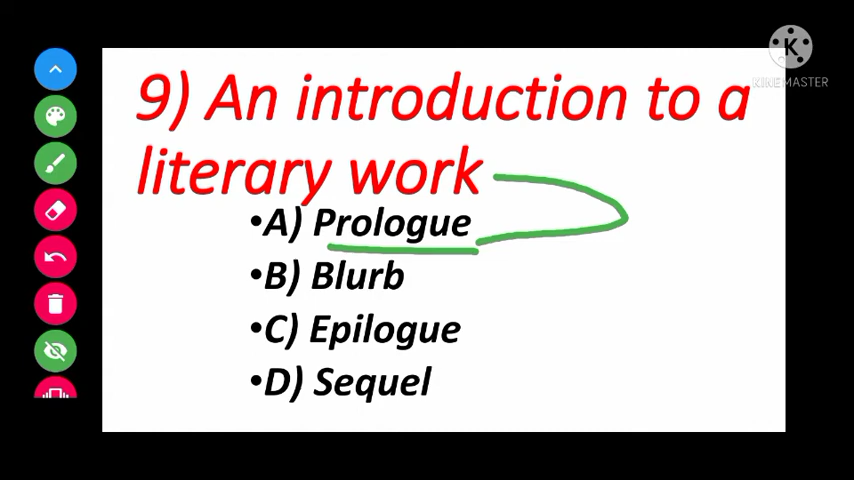 K
KINEMASTER
9) An introduction to a
literary work
•A) Prologue
•B) Blurb
•C) Epilogue
•D) Sequel